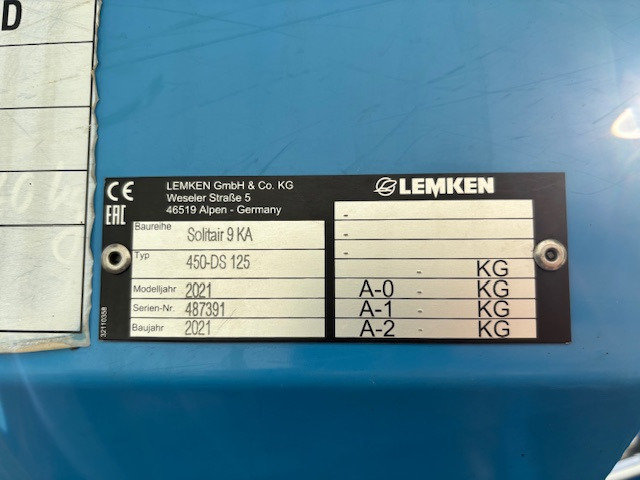 D
CE
EAC
LEMKEN GmbH & Co. KG
Weseler Straße 5
46519 Alpen - Germany
LEMKEN
Baureihe Solitair 9 KA
Typ 450-DS 125
Modelljahr 2021
Serien-Nr. 487391
Baujahr 2021
32110358
-
-
-
- KG
A-0 - KG
A-1 - KG
A-2 - KG